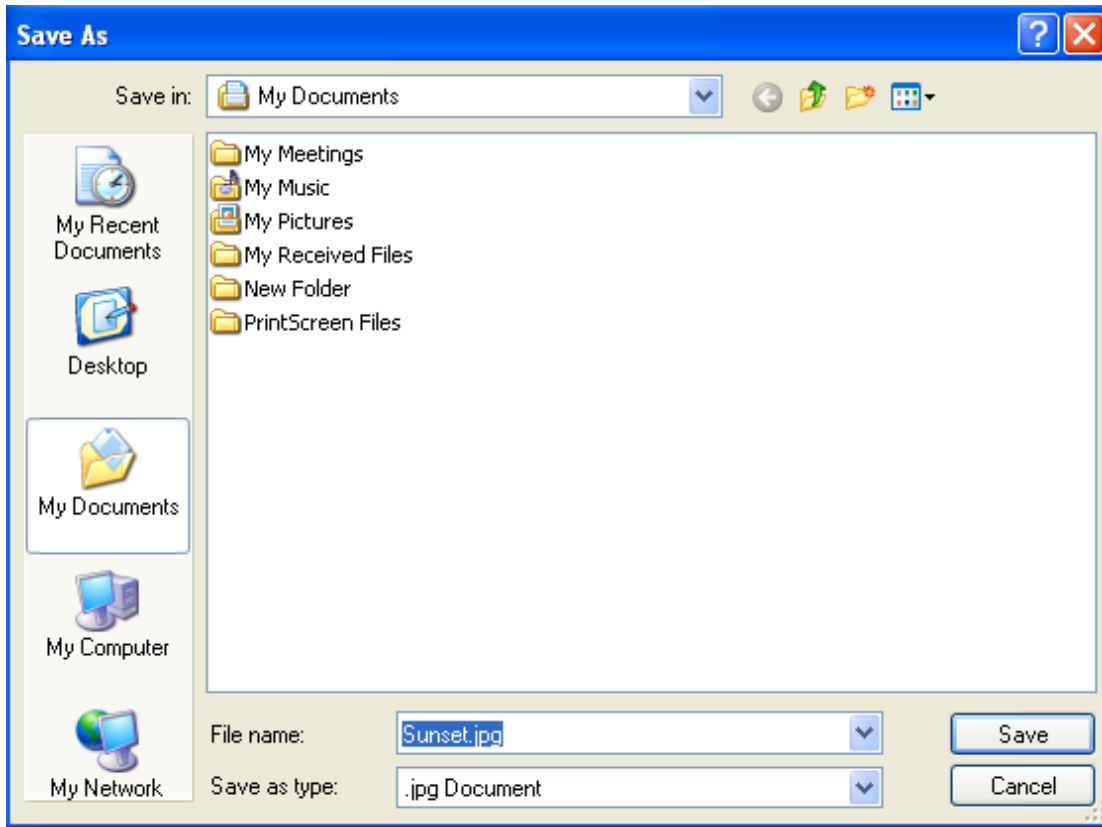 Save As
Save in:
My Documents
My Recent
Documents
Desktop
My Documents
My Computer
My Network
My Meetings
My Music
My Pictures
My Received Files
New Folder
PrintScreen Files
File name:
Sunset.jpg
Save
Save as type:
.jpg Document
Cancel